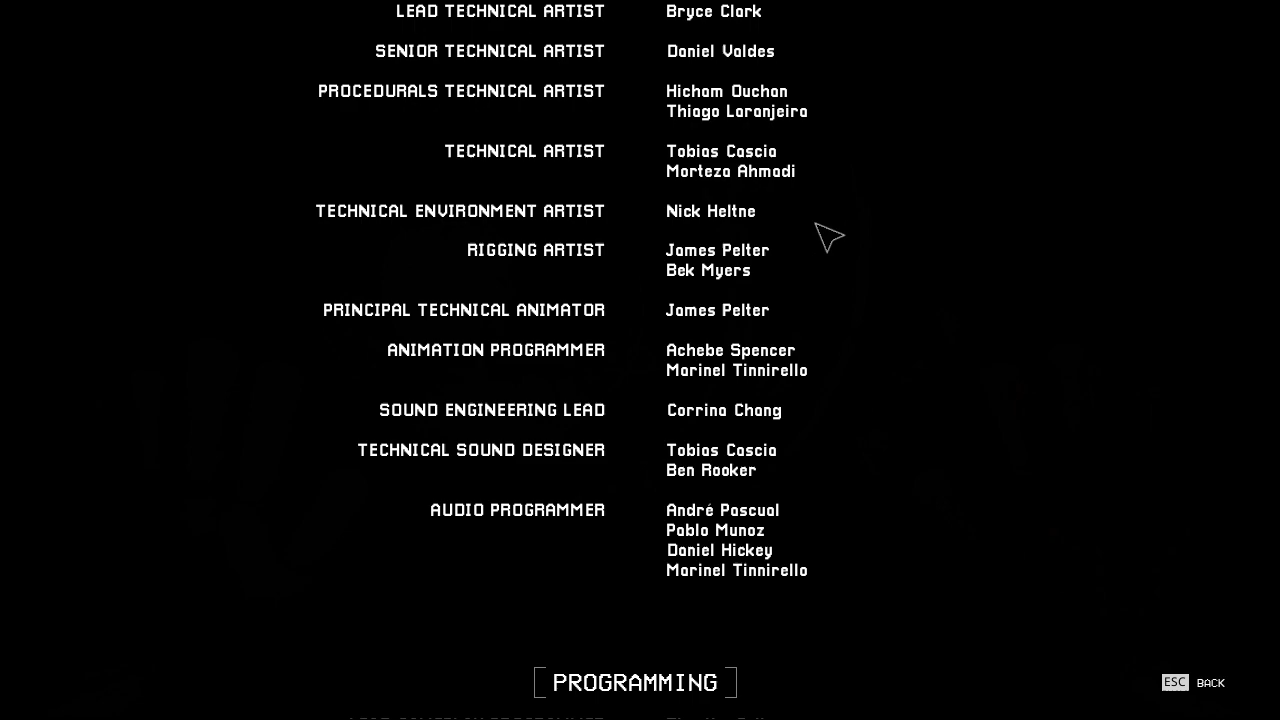 LEAD TECHNICAL ARTIST Bryce Clark
SENIOR TECHNICAL ARTIST Daniel Valdes
PROCEDURALS TECHNICAL ARTIST Hicham Ouchan
Thiago Laranjeira
TECHNICAL ARTIST Tobias Cascia
Morteza Ahmadi
TECHNICAL ENVIRONMENT ARTIST Nick Heltne
RIGGING ARTIST James Pelter
Bek Myers
PRINCIPAL TECHNICAL ANIMATOR James Pelter
ANIMATION PROGRAMMER Achebe Spencer
Marinel Tinnirello
SOUND ENGINEERING LEAD Corrina Chang
TECHNICAL SOUND DESIGNER Tobias Cascia
Ben Rooker
AUDIO PROGRAMMER André Pascual
Pablo Munoz
Daniel Hickey
Marinel Tinnirello
PROGRAMMING
ESC BACK